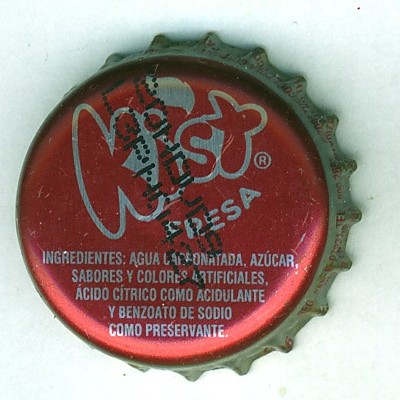 Kist®
FRESA
INGREDIENTES: AGUA CARBONATADA, AZÚCAR,
SABORES Y COLORES ARTIFICIALES,
ÁCIDO CÍTRICO COMO ACIDULANTE
Y BENZOATO DE SODIO
COMO PRESERVANTE.